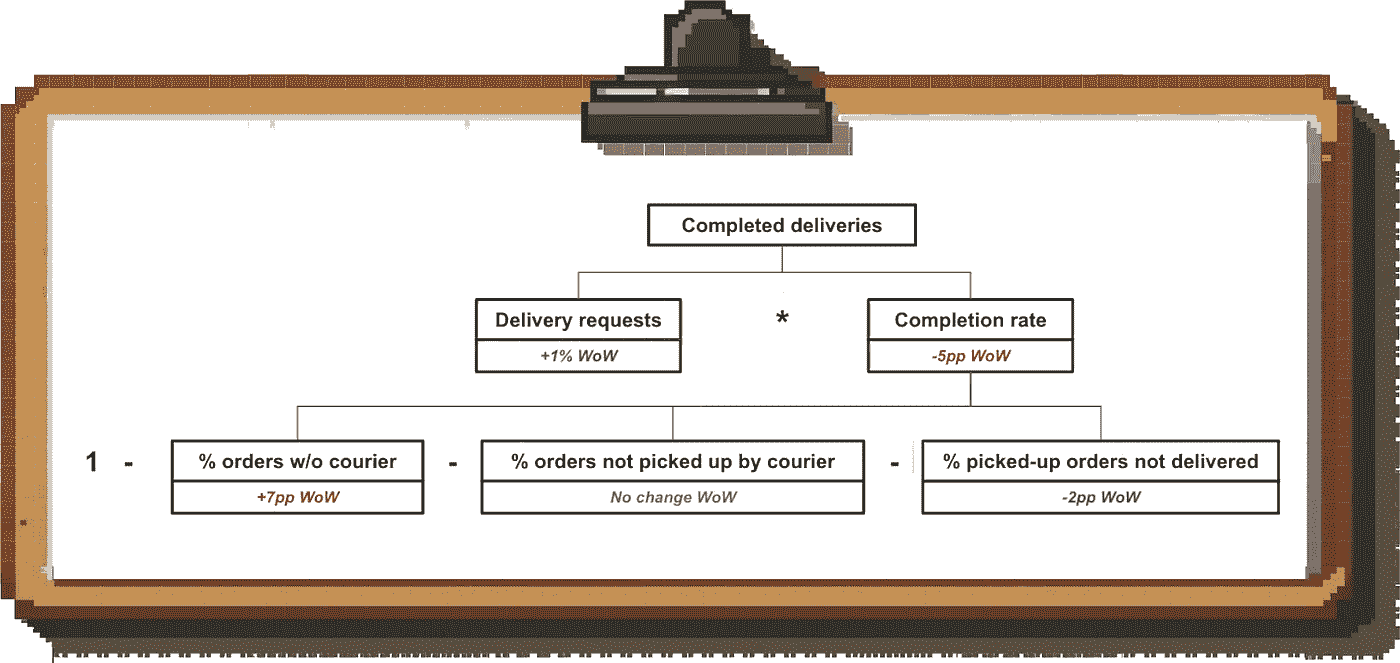 Completed deliveries
Delivery requests * Completion rate
+1% WoW -5pp WoW
1 - % orders w/o courier - % orders not picked up by courier - % picked-up orders not delivered
+7pp WoW No change WoW -2pp WoW